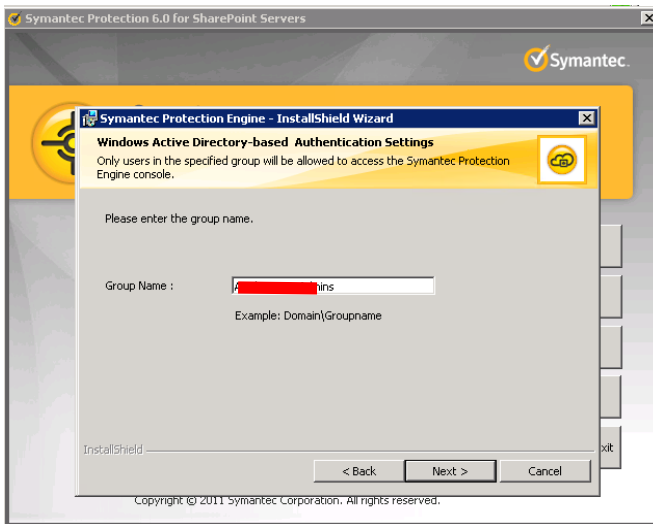 Symantec Protection 6.0 for SharePoint Servers
Symantec.
Symantec Protection Engine - InstallShield Wizard
Windows Active Directory-based Authentication Settings
Only users in the specified group will be allowed to access the Symantec Protection
Engine console.
Please enter the group name.
Group Name :
Example: Domain\Groupname
InstallShield
< Back Next > Cancel
Copyright © 2011 Symantec Corporation. All rights reserved.